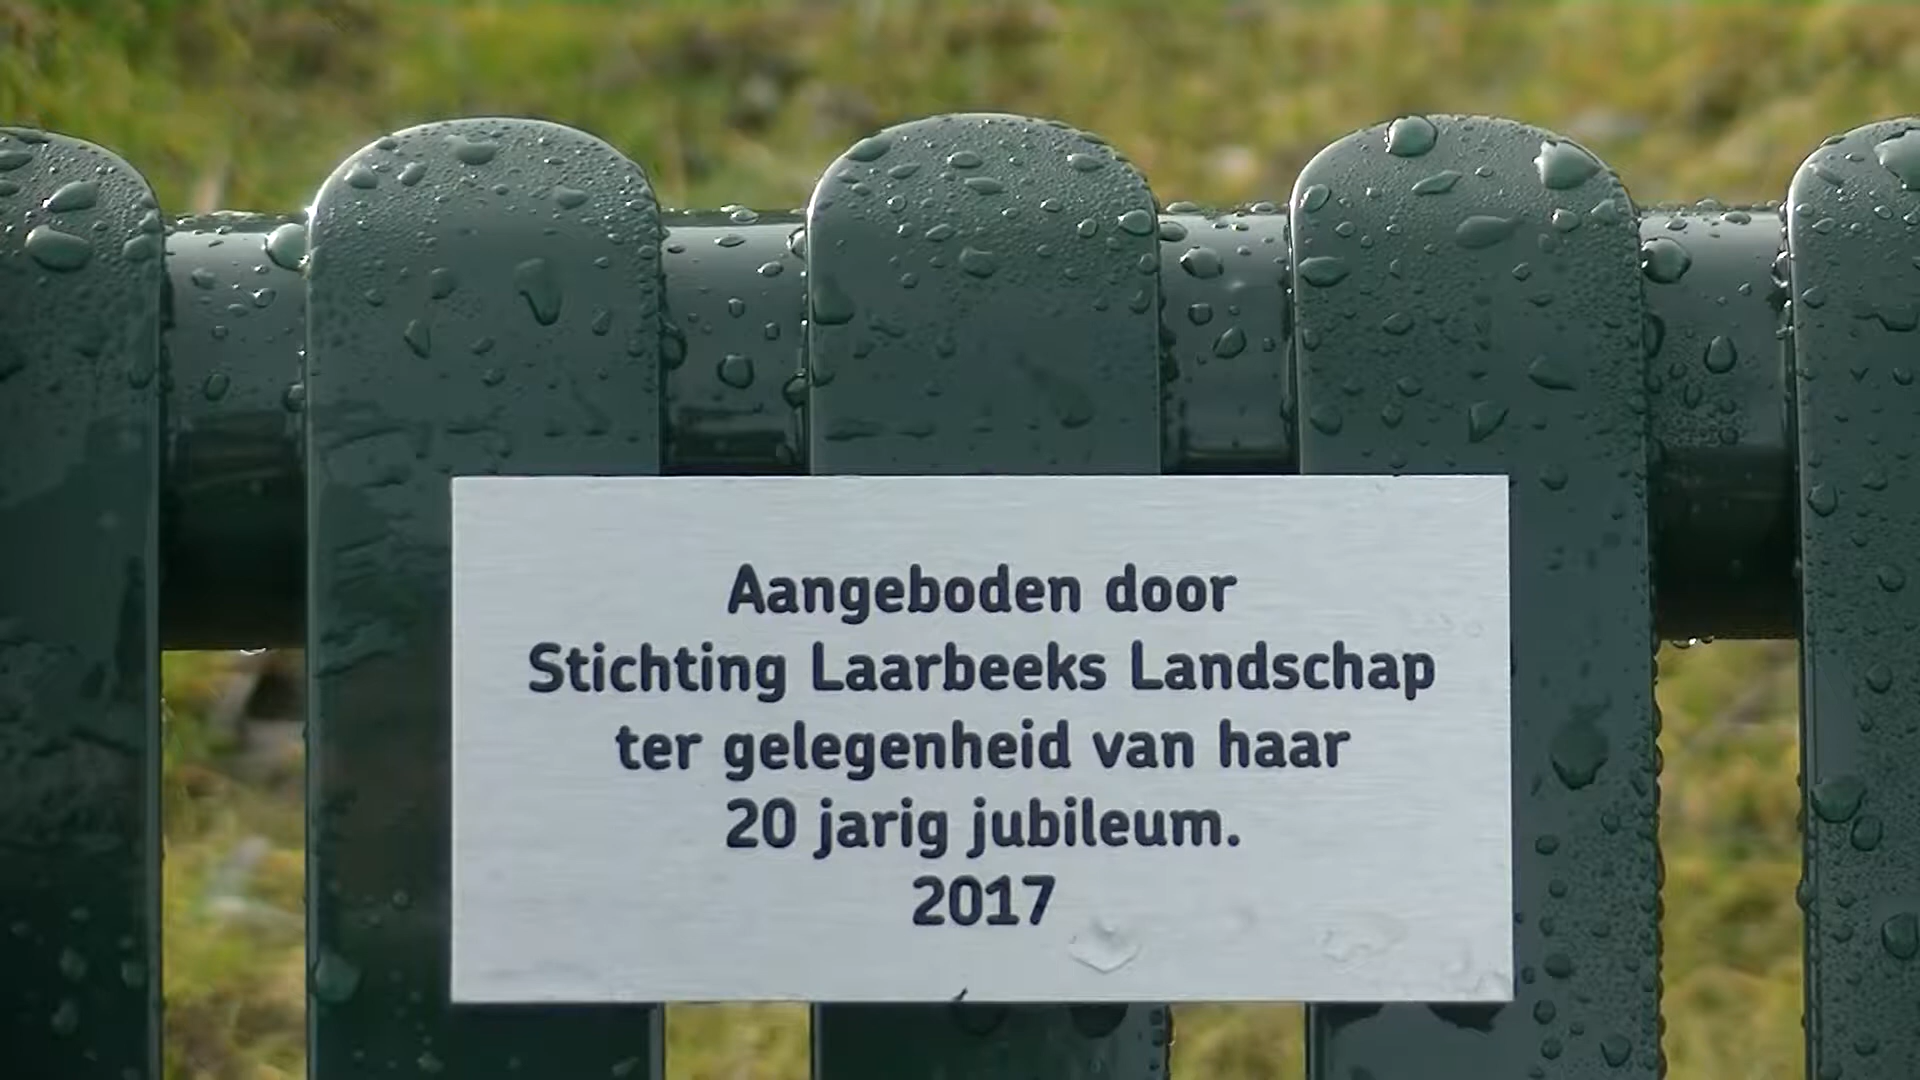 Aangeboden door
Stichting Laarbeeks Landschap
ter gelegenheid van haar
20 jarig jubileum.
2017